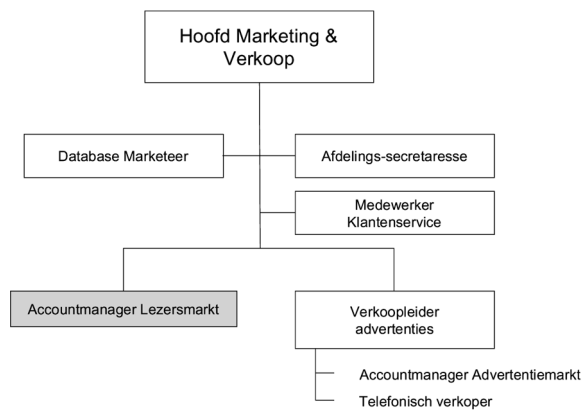 Hoofd Marketing &
Verkoop
Database Marketeer
Afdelings-secretaresse
Medewerker
Klantenservice
Accountmanager Lezersmarkt
Verkoopleider
advertenties
Accountmanager Advertentiemarkt
Telefonisch verkoper